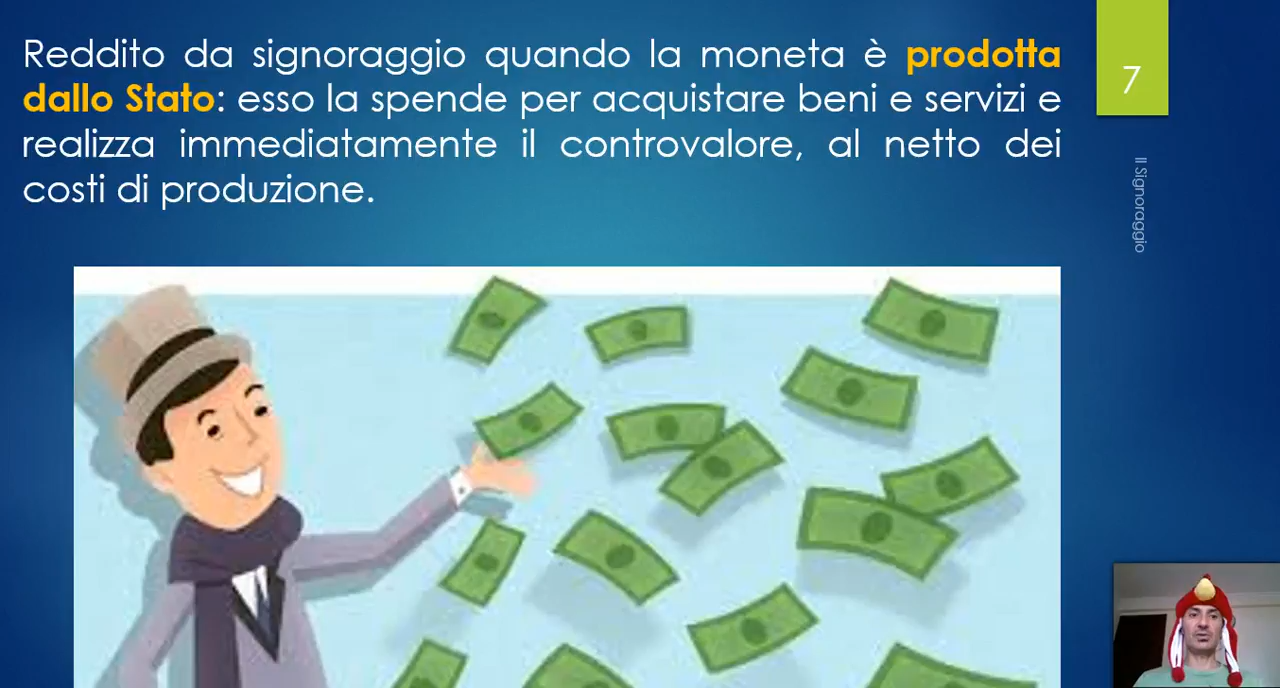 Reddito da signoraggio quando la moneta è prodotta
dallo Stato: esso la spende per acquistare beni e servizi e
realizza immediatamente il controvalore, al netto dei
costi di produzione.
7
Il Signoraggio